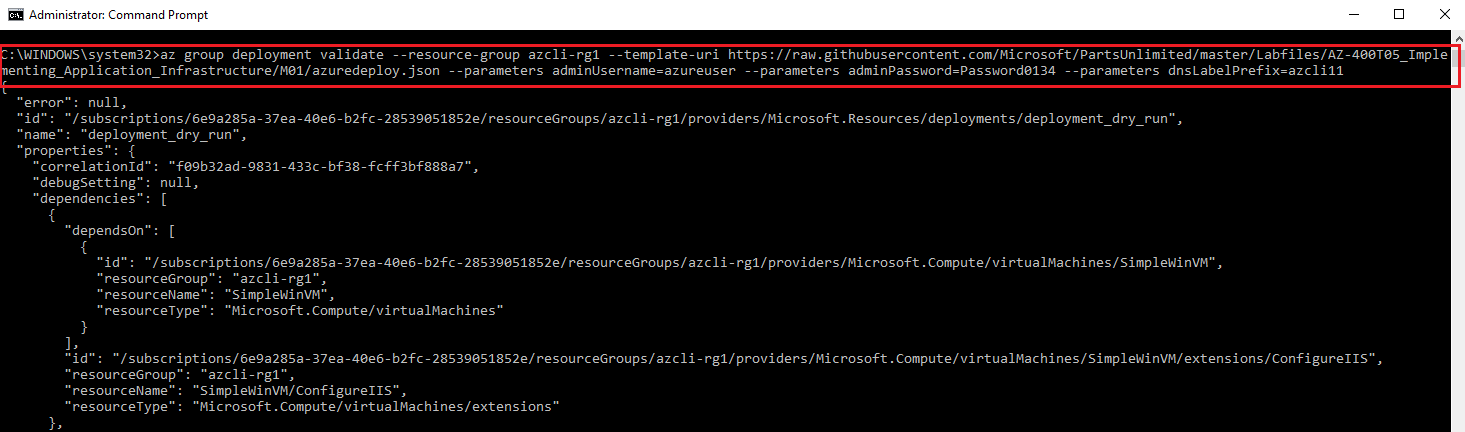 Administrator: Command Prompt
C:\WINDOWS\system32>az group deployment validate --resource-group azcli-rg1 --template-uri https://raw.githubusercontent.com/Microsoft/PartsUnlimited/master/Labfiles/AZ-400T05_Imple
menting_Application_Infrastructure/M01/azuredeploy.json --parameters adminUsername=azureuser --parameters adminPassword=Password0134 --parameters dnsLabelPrefix=azcli11
{
  "error": null,
  "id": "/subscriptions/6e9a285a-37ea-40e6-b2fc-28539051852e/resourceGroups/azcli-rg1/providers/Microsoft.Resources/deployments/deployment_dry_run",
  "name": "deployment_dry_run",
  "properties": {
    "correlationId": "f09b32ad-9831-433c-bf38-fcff3bf888a7",
    "debugSetting": null,
    "dependencies": [
      {
        "dependsOn": [
          {
            "id": "/subscriptions/6e9a285a-37ea-40e6-b2fc-28539051852e/resourceGroups/azcli-rg1/providers/Microsoft.Compute/virtualMachines/SimpleWinVM",
            "resourceGroup": "azcli-rg1",
            "resourceName": "SimpleWinVM",
            "resourceType": "Microsoft.Compute/virtualMachines"
          }
        ],
        "id": "/subscriptions/6e9a285a-37ea-40e6-b2fc-28539051852e/resourceGroups/azcli-rg1/providers/Microsoft.Compute/virtualMachines/SimpleWinVM/extensions/ConfigureIIS",
        "resourceGroup": "azcli-rg1",
        "resourceName": "SimpleWinVM/ConfigureIIS",
        "resourceType": "Microsoft.Compute/virtualMachines/extensions"
      },